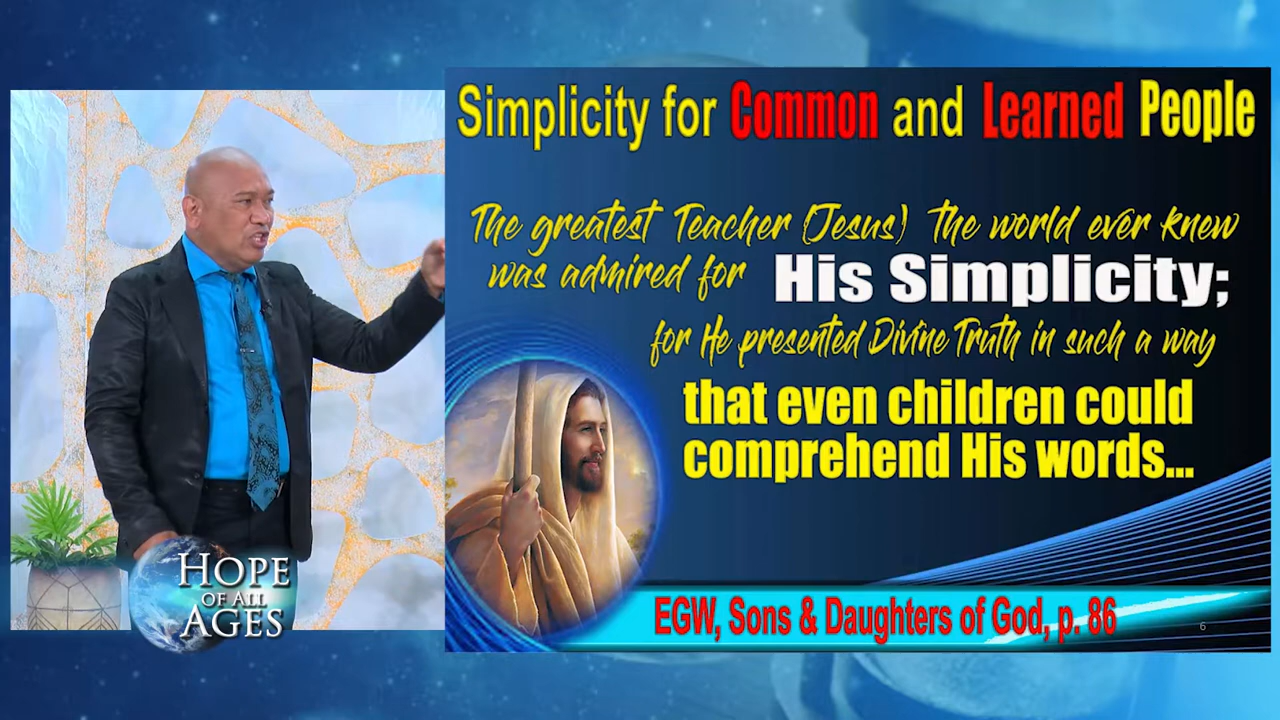 Simplicity for Common and Learned People
The greatest Teacher (Jesus) the world ever knew
was admired for His Simplicity;
for He presented Divine Truth in such a way
that even children could
comprehend His words...
EGW, Sons & Daughters of God, p. 86
6
HOPE
OF ALL
AGES